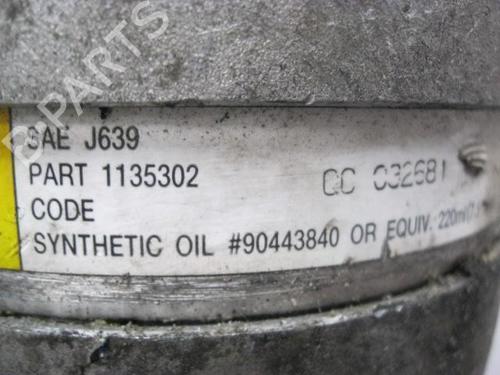 B-PARTS
SAE J639
PART 1135302 QC 032681
CODE
SYNTHETIC OIL #90443840 OR EQUIV. 220ml